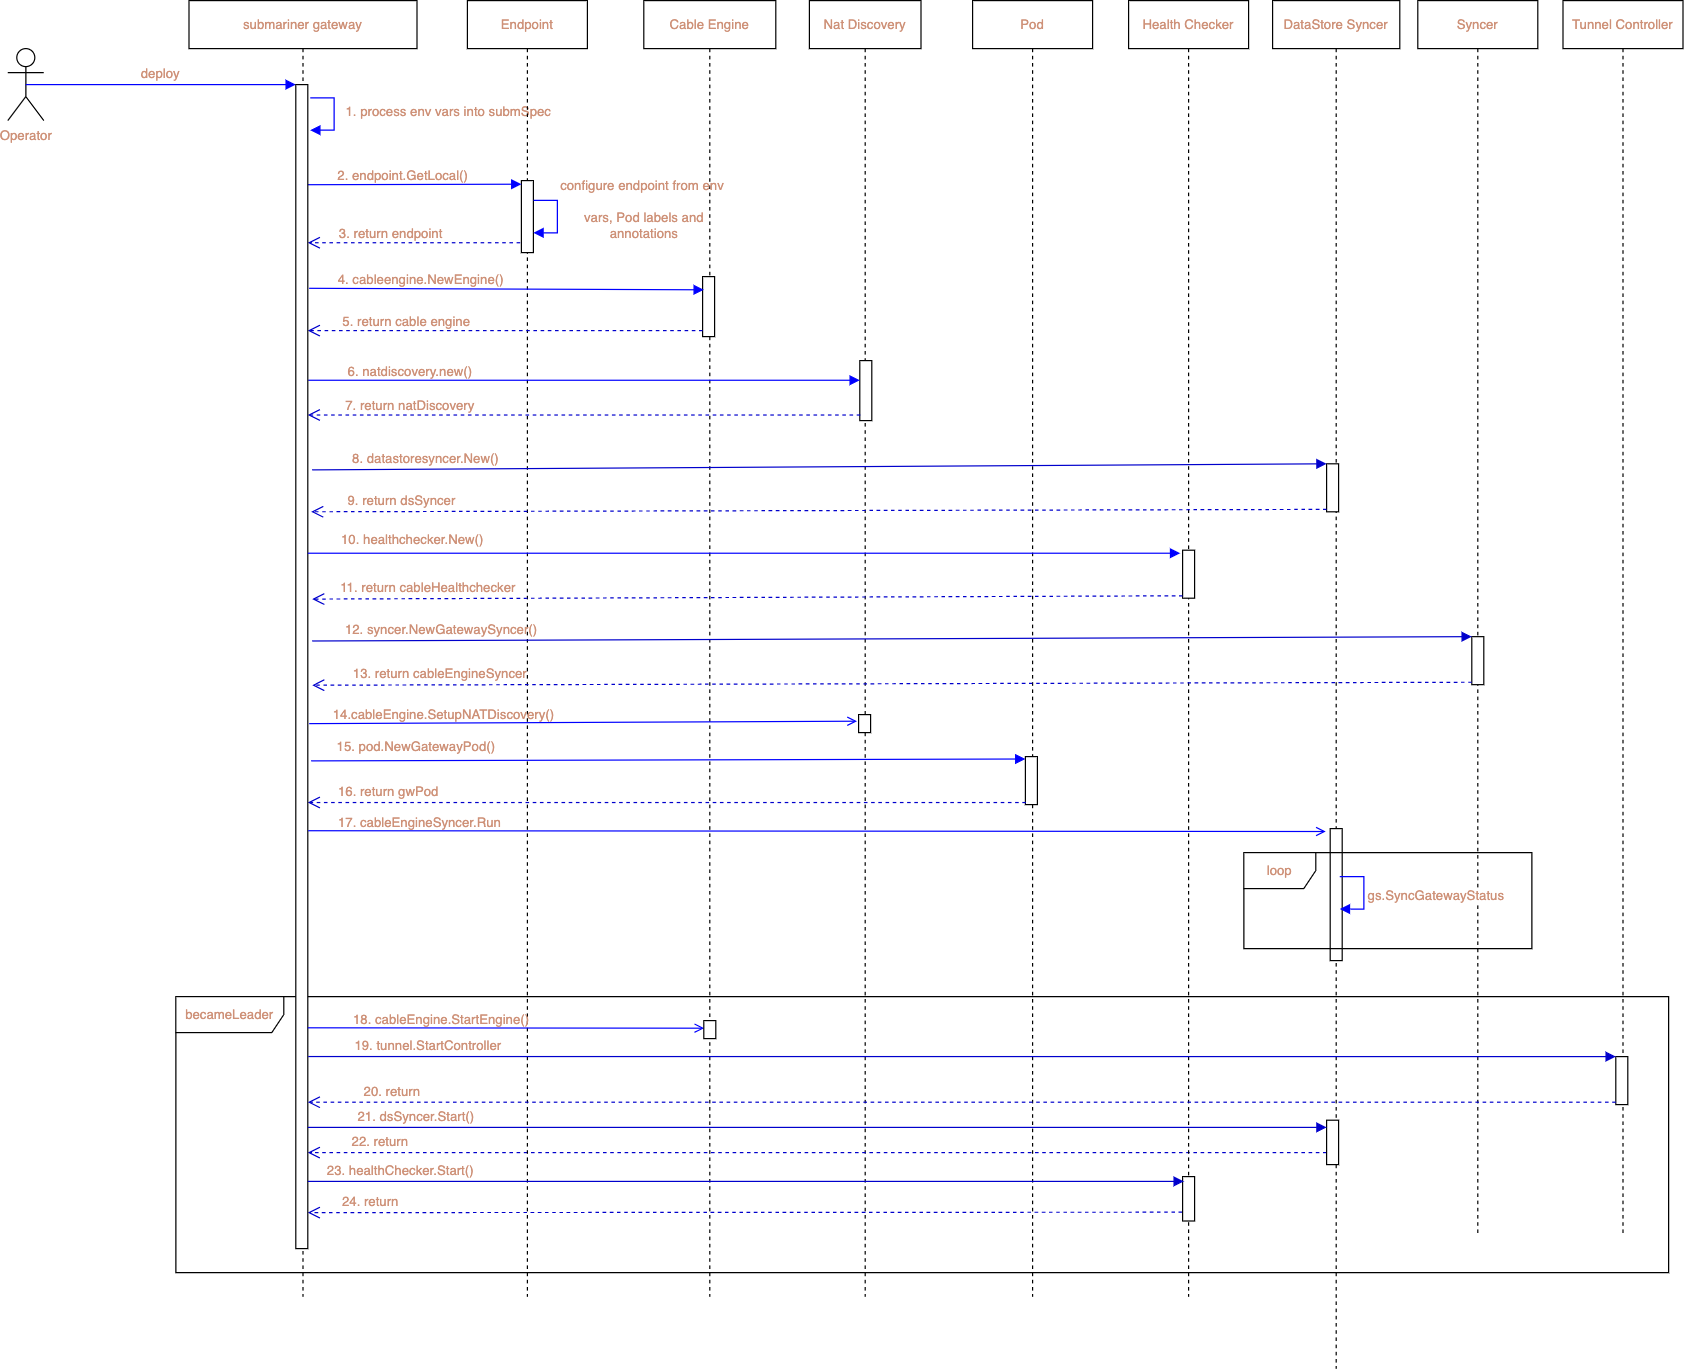 submariner gateway
Endpoint
Cable Engine
Nat Discovery
Pod
Health Checker
DataStore Syncer
Syncer
Tunnel Controller
deploy
Operator
1. process env vars into submSpec
2. endpoint.GetLocal()
configure endpoint from env
vars, Pod labels and
annotations
3. return endpoint
4. cableengine.NewEngine()
5. return cable engine
6. natdiscovery.new()
7. return natDiscovery
8. datastoresyncer.New()
9. return dsSyncer
10. healthchecker.New()
11. return cableHealthchecker
12. syncer.NewGatewaySyncer()
13. return cableEngineSyncer
14.cableEngine.SetupNATDiscovery()
15. pod.NewGatewayPod()
16. return gwPod
17. cableEngineSyncer.Run
loop
gs.SyncGatewayStatus
becameLeader
18. cableEngine.StartEngine()
19. tunnel.StartController
20. return
21. dsSyncer.Start()
22. return
23. healthChecker.Start()
24. return